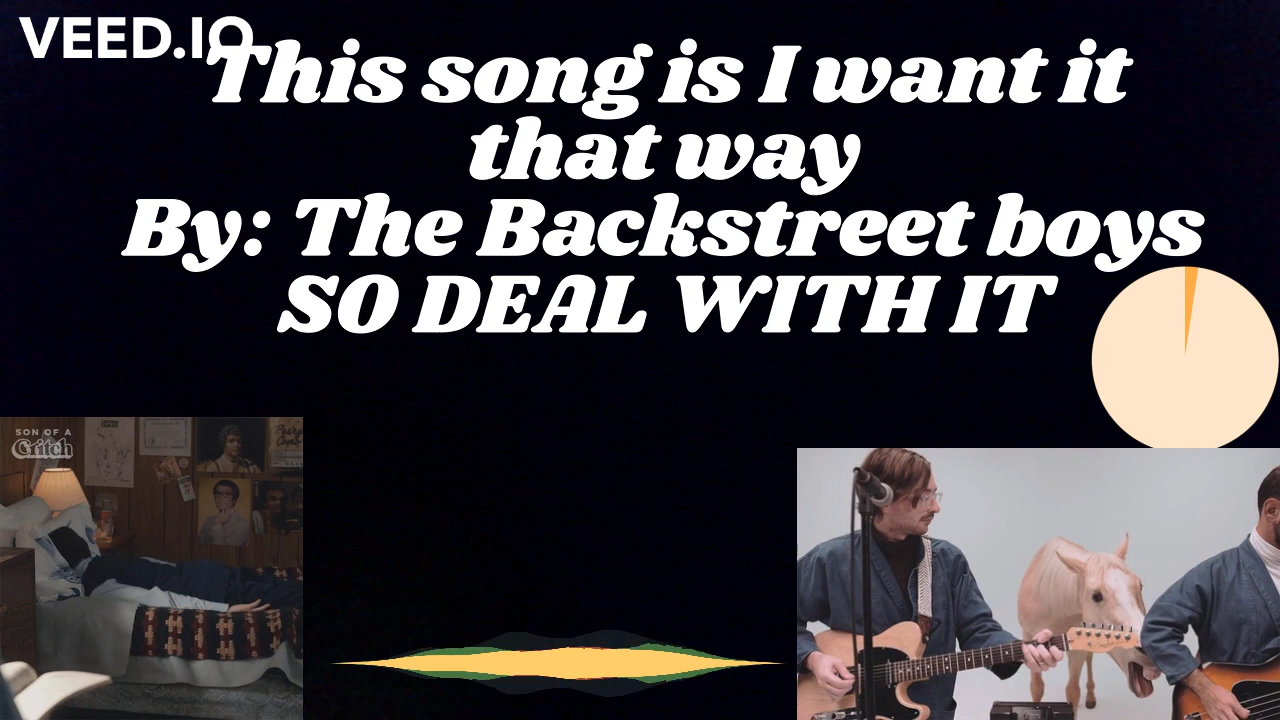 VEED.IO
This song is I want it
that way
By: The Backstreet boys
SO DEAL WITH IT
SON OF A
Critch